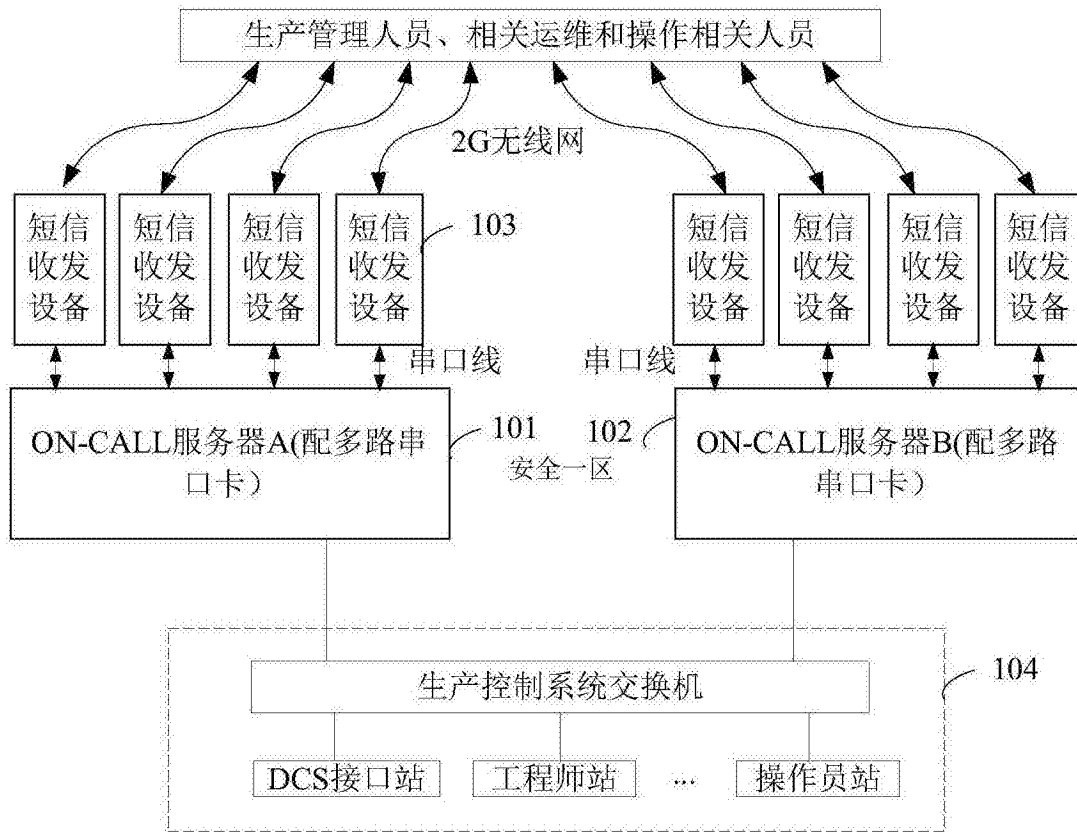 生产管理人员、相关运维和操作相关人员
2G无线网
短信
收发
设备
短信
收发
设备
短信
收发
设备
短信
收发
设备
103
短信
收发
设备
短信
收发
设备
短信
收发
设备
短信
收发
设备
串口线
串口线
ON-CALL服务器A(配多路串
口卡）
101
安全一区
102
ON-CALL服务器B(配多路
串口卡）
104
生产控制系统交换机
DCS接口站
工程师站
...
操作员站